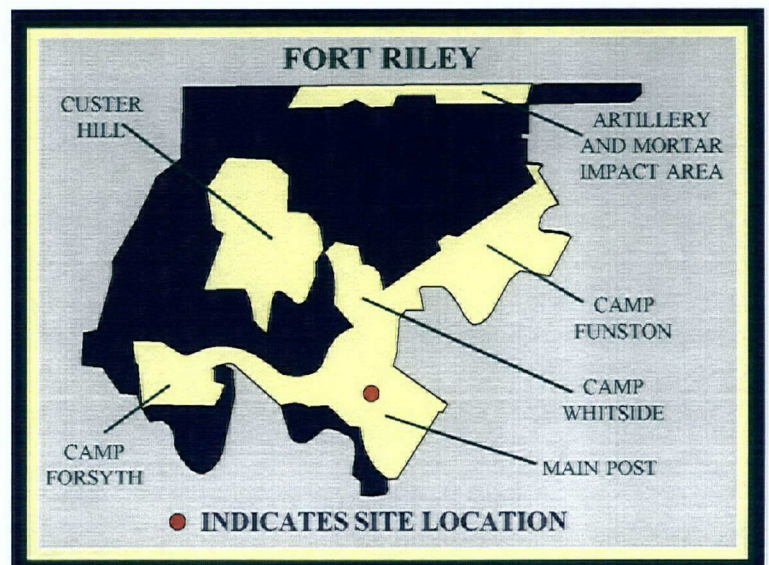 FORT RILEY
CUSTER
HILL
ARTILLERY
AND MORTAR
IMPACT AREA
CAMP
FUNSTON
CAMP
WHITSIDE
CAMP
FORSYTH
MAIN POST
INDICATES SITE LOCATION